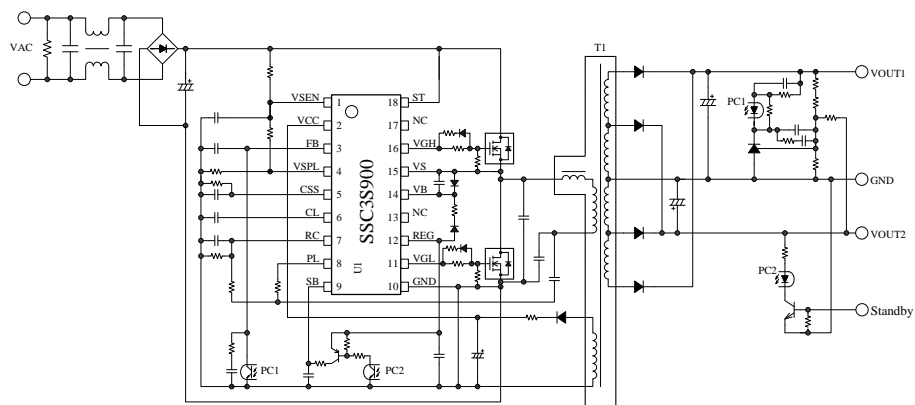 T1
VAC
VOUT1
PC1
VSEN 1 18 ST
VCC 2 17 NC
FB 3 16 VGH
VSPL 4 15 VS
CSS 5 14 VB
CL 6 13 NC
RC 7 12 REG
PL 8 11 VGL
SB 9 10 GND
SSC3S900
U1
GND
VOUT2
PC2
Standby
PC1
PC2